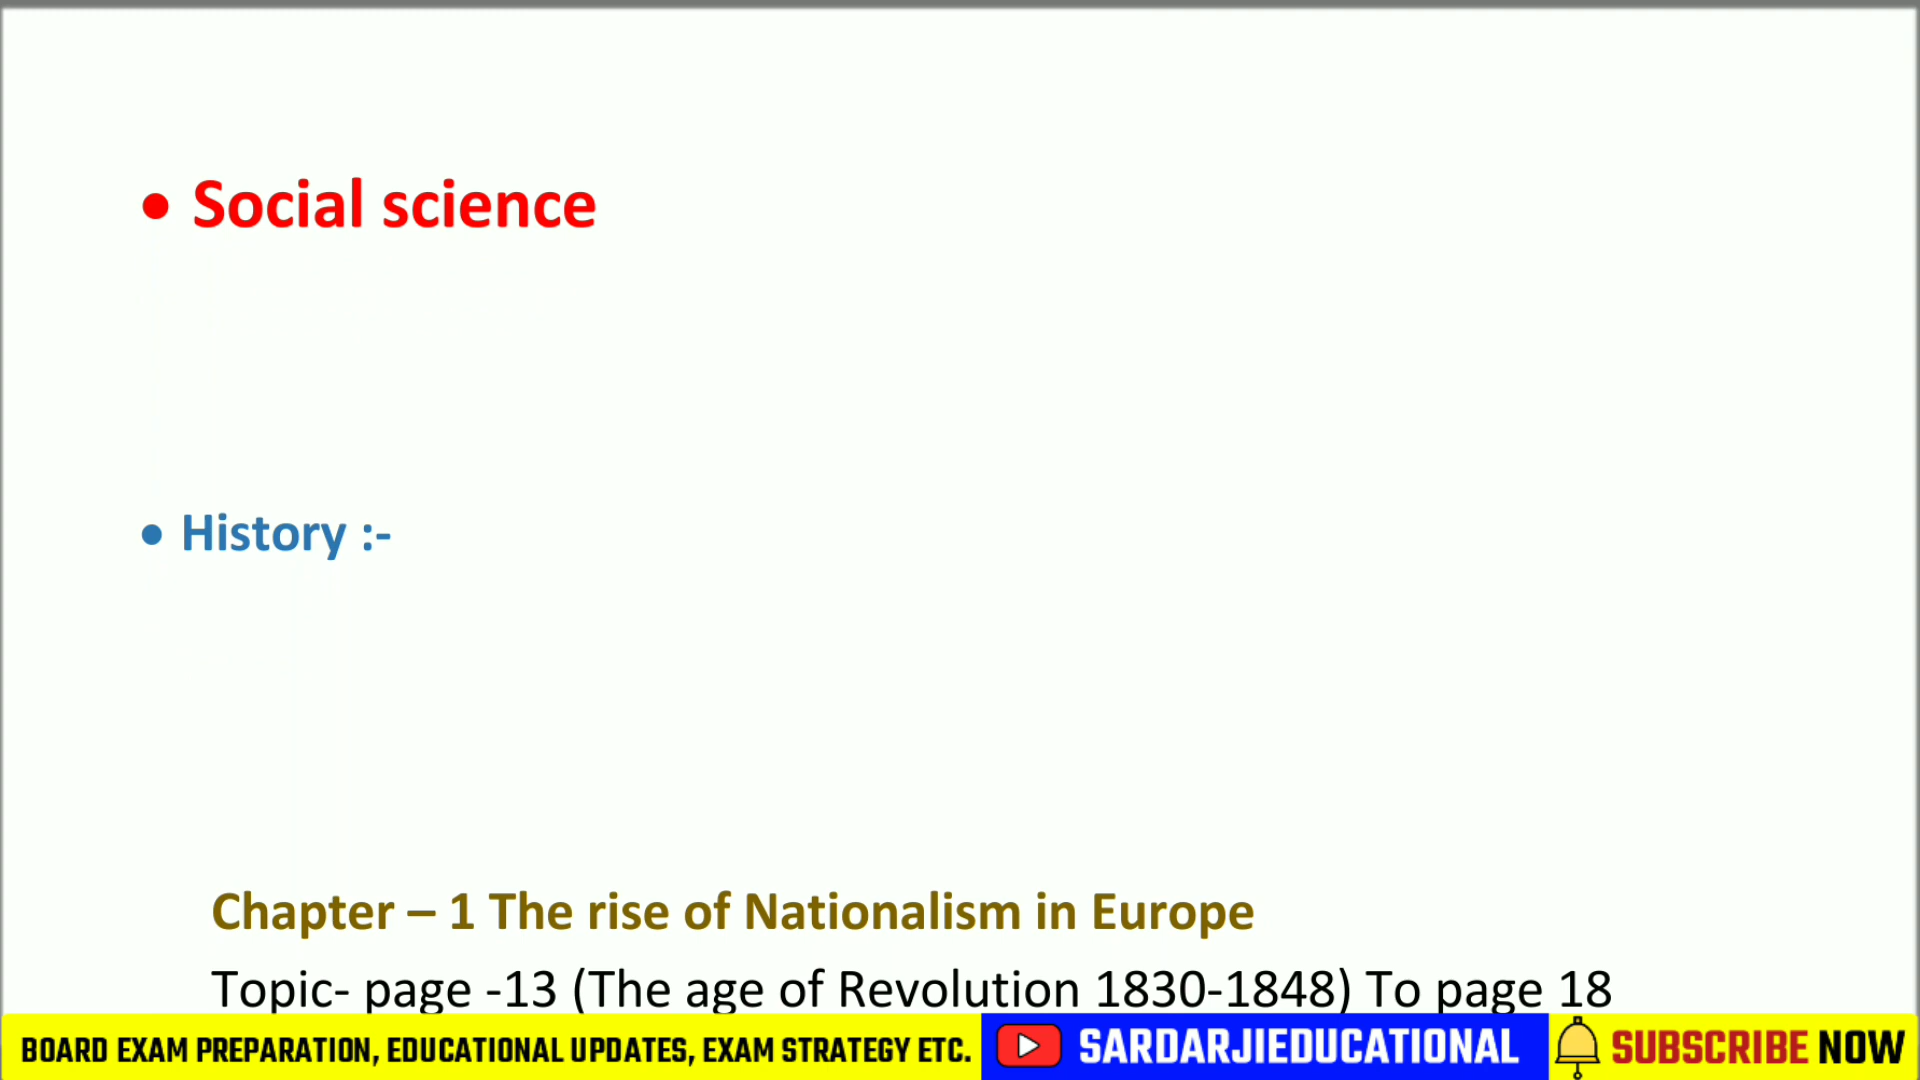 • Social science
• History :-
Chapter – 1 The rise of Nationalism in Europe
Topic- page -13 (The age of Revolution 1830-1848) To page 18
BOARD EXAM PREPARATION, EDUCATIONAL UPDATES, EXAM STRATEGY ETC. SARDARJIEDUCATIONAL SUBSCRIBE NOW